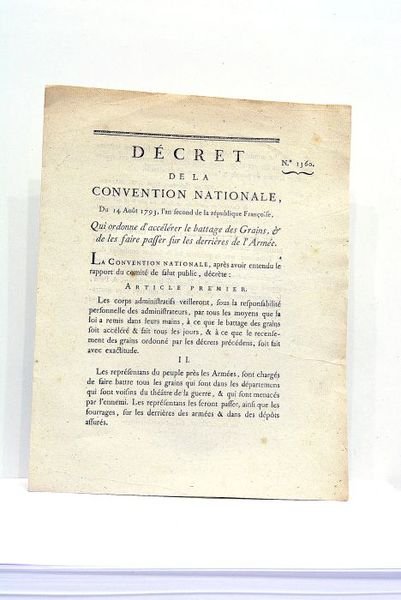 DÉCRET
N.º 1360.
DE LA
CONVENTION NATIONALE,
Du 14 Août 1793, l'an second de la république Françoise,
Qui ordonne d'accélérer le battage des Grains, &
de les faire paſſer ſur les derrières de l'Armée.
LA CONVENTION NATIONALE, après avoir entendu le
rapport du comité de ſalut public, décrète :
ARTICLE PREMIER.
Les corps adminiſtratifs veilleront, ſous la reſponſabilité
perſonnelle des adminiſtrateurs, par tous les moyens que la
loi a remis dans leurs mains, à ce que le battage des grains
ſoit accéléré & fait tous les jours, & à ce que le recenſe-
ment des grains ordonné par les décrets précédens, ſoit fait
avec exactitude.
II.
Les repréſentans du peuple près les Armées, ſont chargés
de faire battre tous les grains qui ſont dans les départemens
qui ſont voiſins du théâtre de la guerre, & qui ſont menacés
par l'ennemi. Les repréſentans les feront paſſer, ainſi que les
fourrages, ſur les derrières des armées & dans des dépôts
aſſurés.